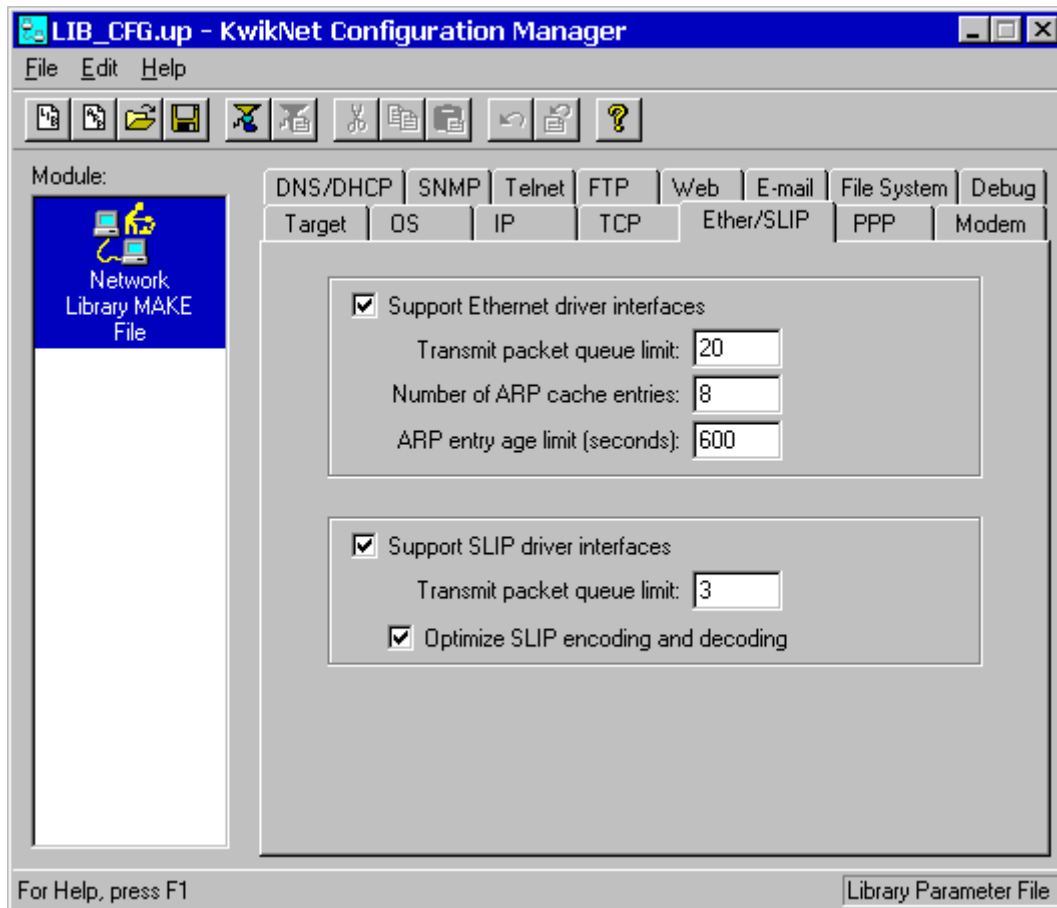 LIB_CFG.up - KwikNet Configuration Manager
File Edit Help
Module:
Network
Library MAKE
File
DNS/DHCP SNMP Telnet FTP Web E-mail File System Debug
Target OS IP TCP Ether/SLIP PPP Modem
Support Ethernet driver interfaces
Transmit packet queue limit: 20
Number of ARP cache entries: 8
ARP entry age limit (seconds): 600
Support SLIP driver interfaces
Transmit packet queue limit: 3
Optimize SLIP encoding and decoding
For Help, press F1 Library Parameter File